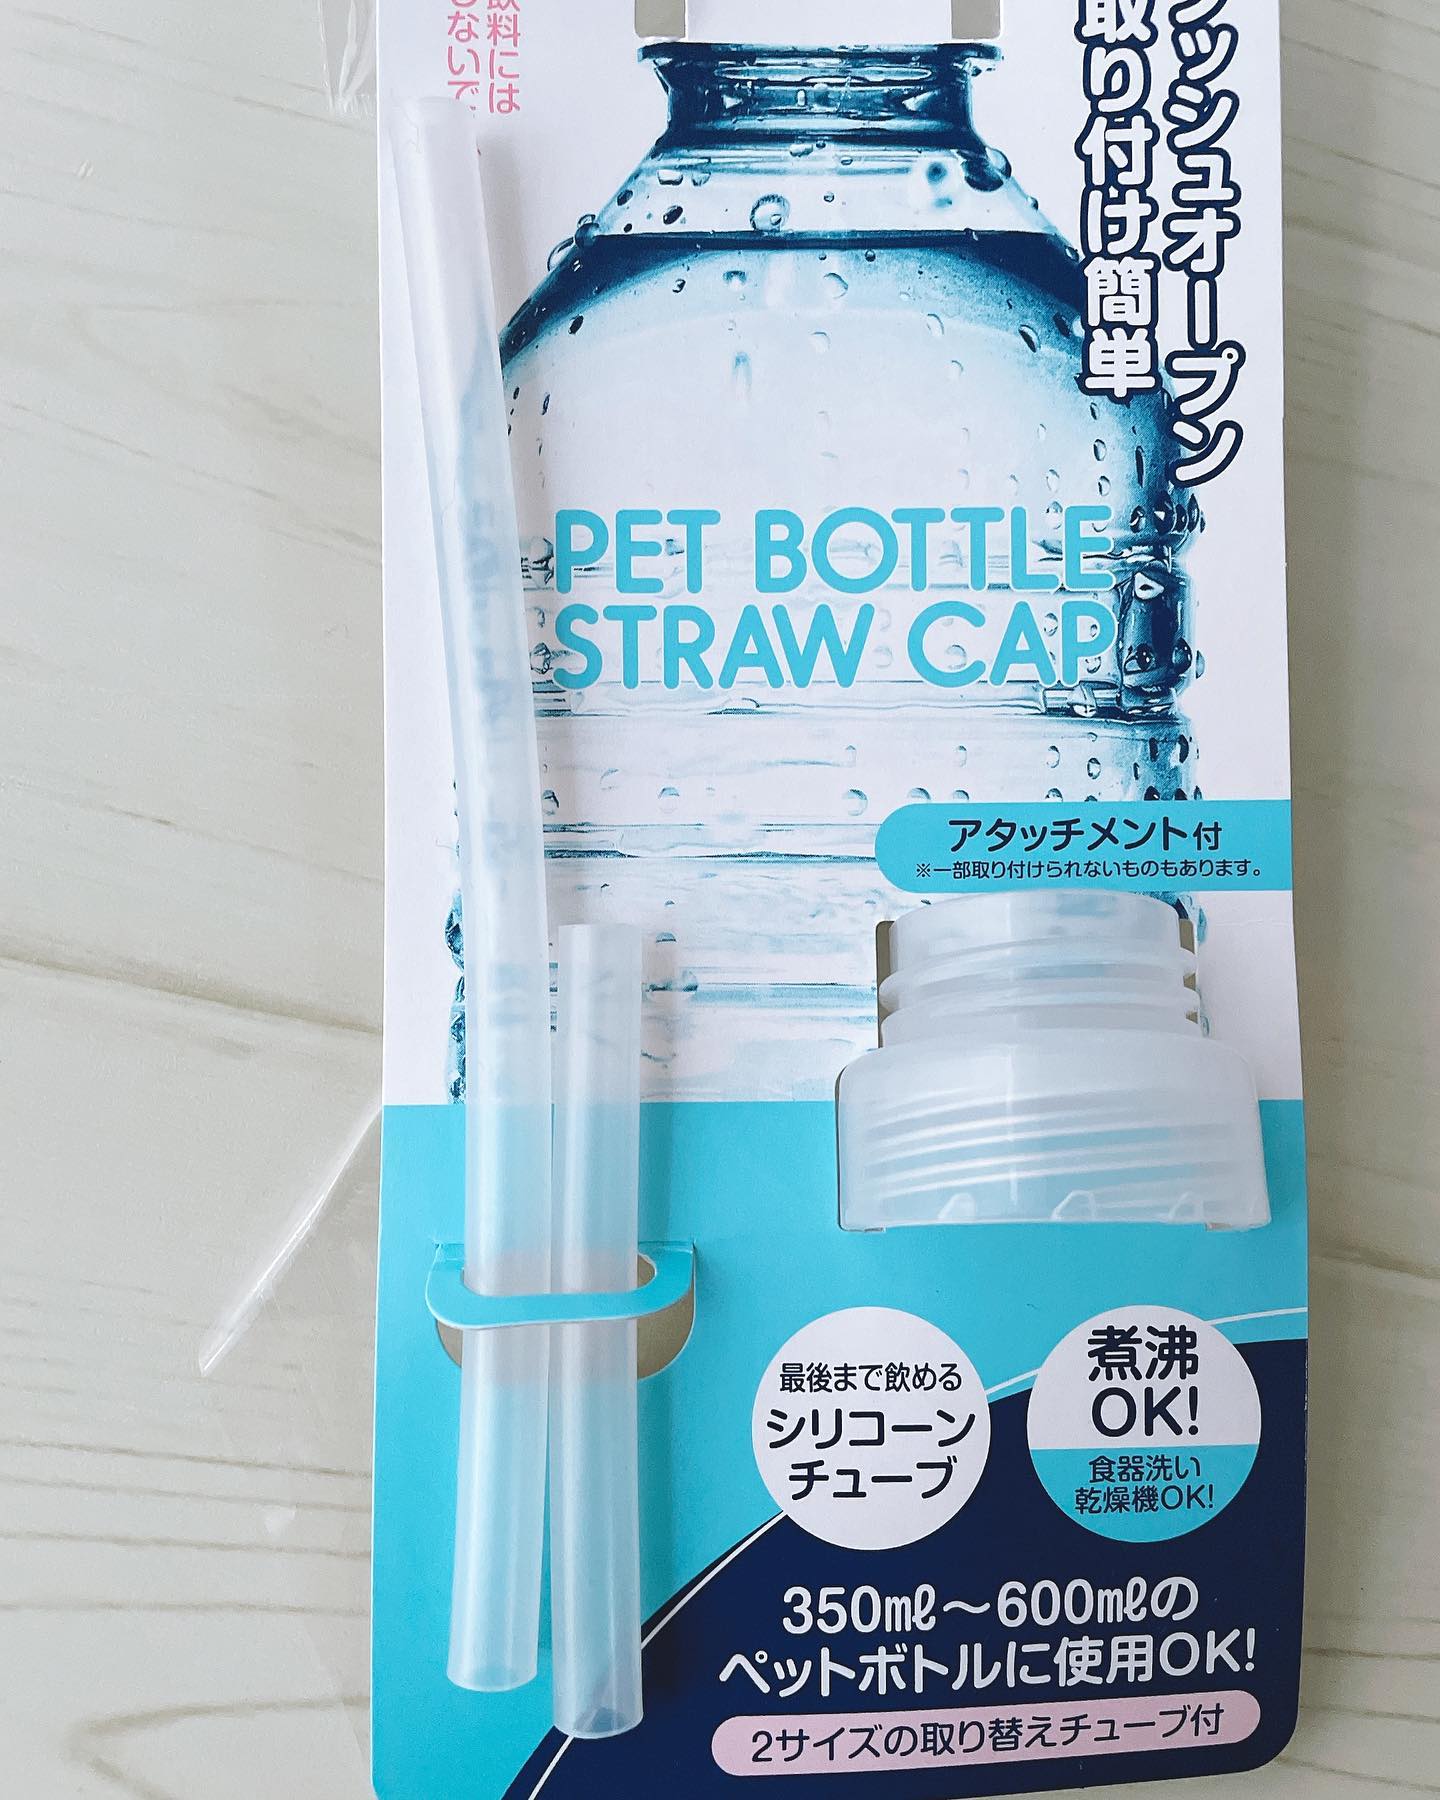 ッシュオープン
取り付け簡単
飲料には
しないで
PET BOTTLE
STRAW CAP
アタッチメント付
※一部取り付けられないものもあります。
最後まで飲める
シリコーン
チューブ
煮沸
OK!
食器洗い
乾燥機OK!
350㎖～600㎖の
ペットボトルに使用OK!
2サイズの取り替えチューブ付